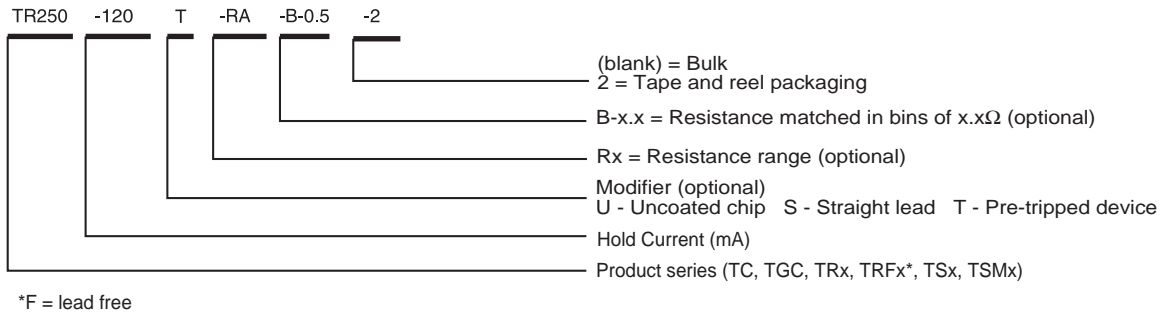 TR250 -120 T -RA -B-0.5 -2
(blank) = Bulk
2 = Tape and reel packaging
B-x.x = Resistance matched in bins of x.xΩ (optional)
Rx = Resistance range (optional)
Modifier (optional)
U - Uncoated chip S - Straight lead T - Pre-tripped device
Hold Current (mA)
Product series (TC, TGC, TRx, TRFx*, TSx, TSMx)
*F = lead free